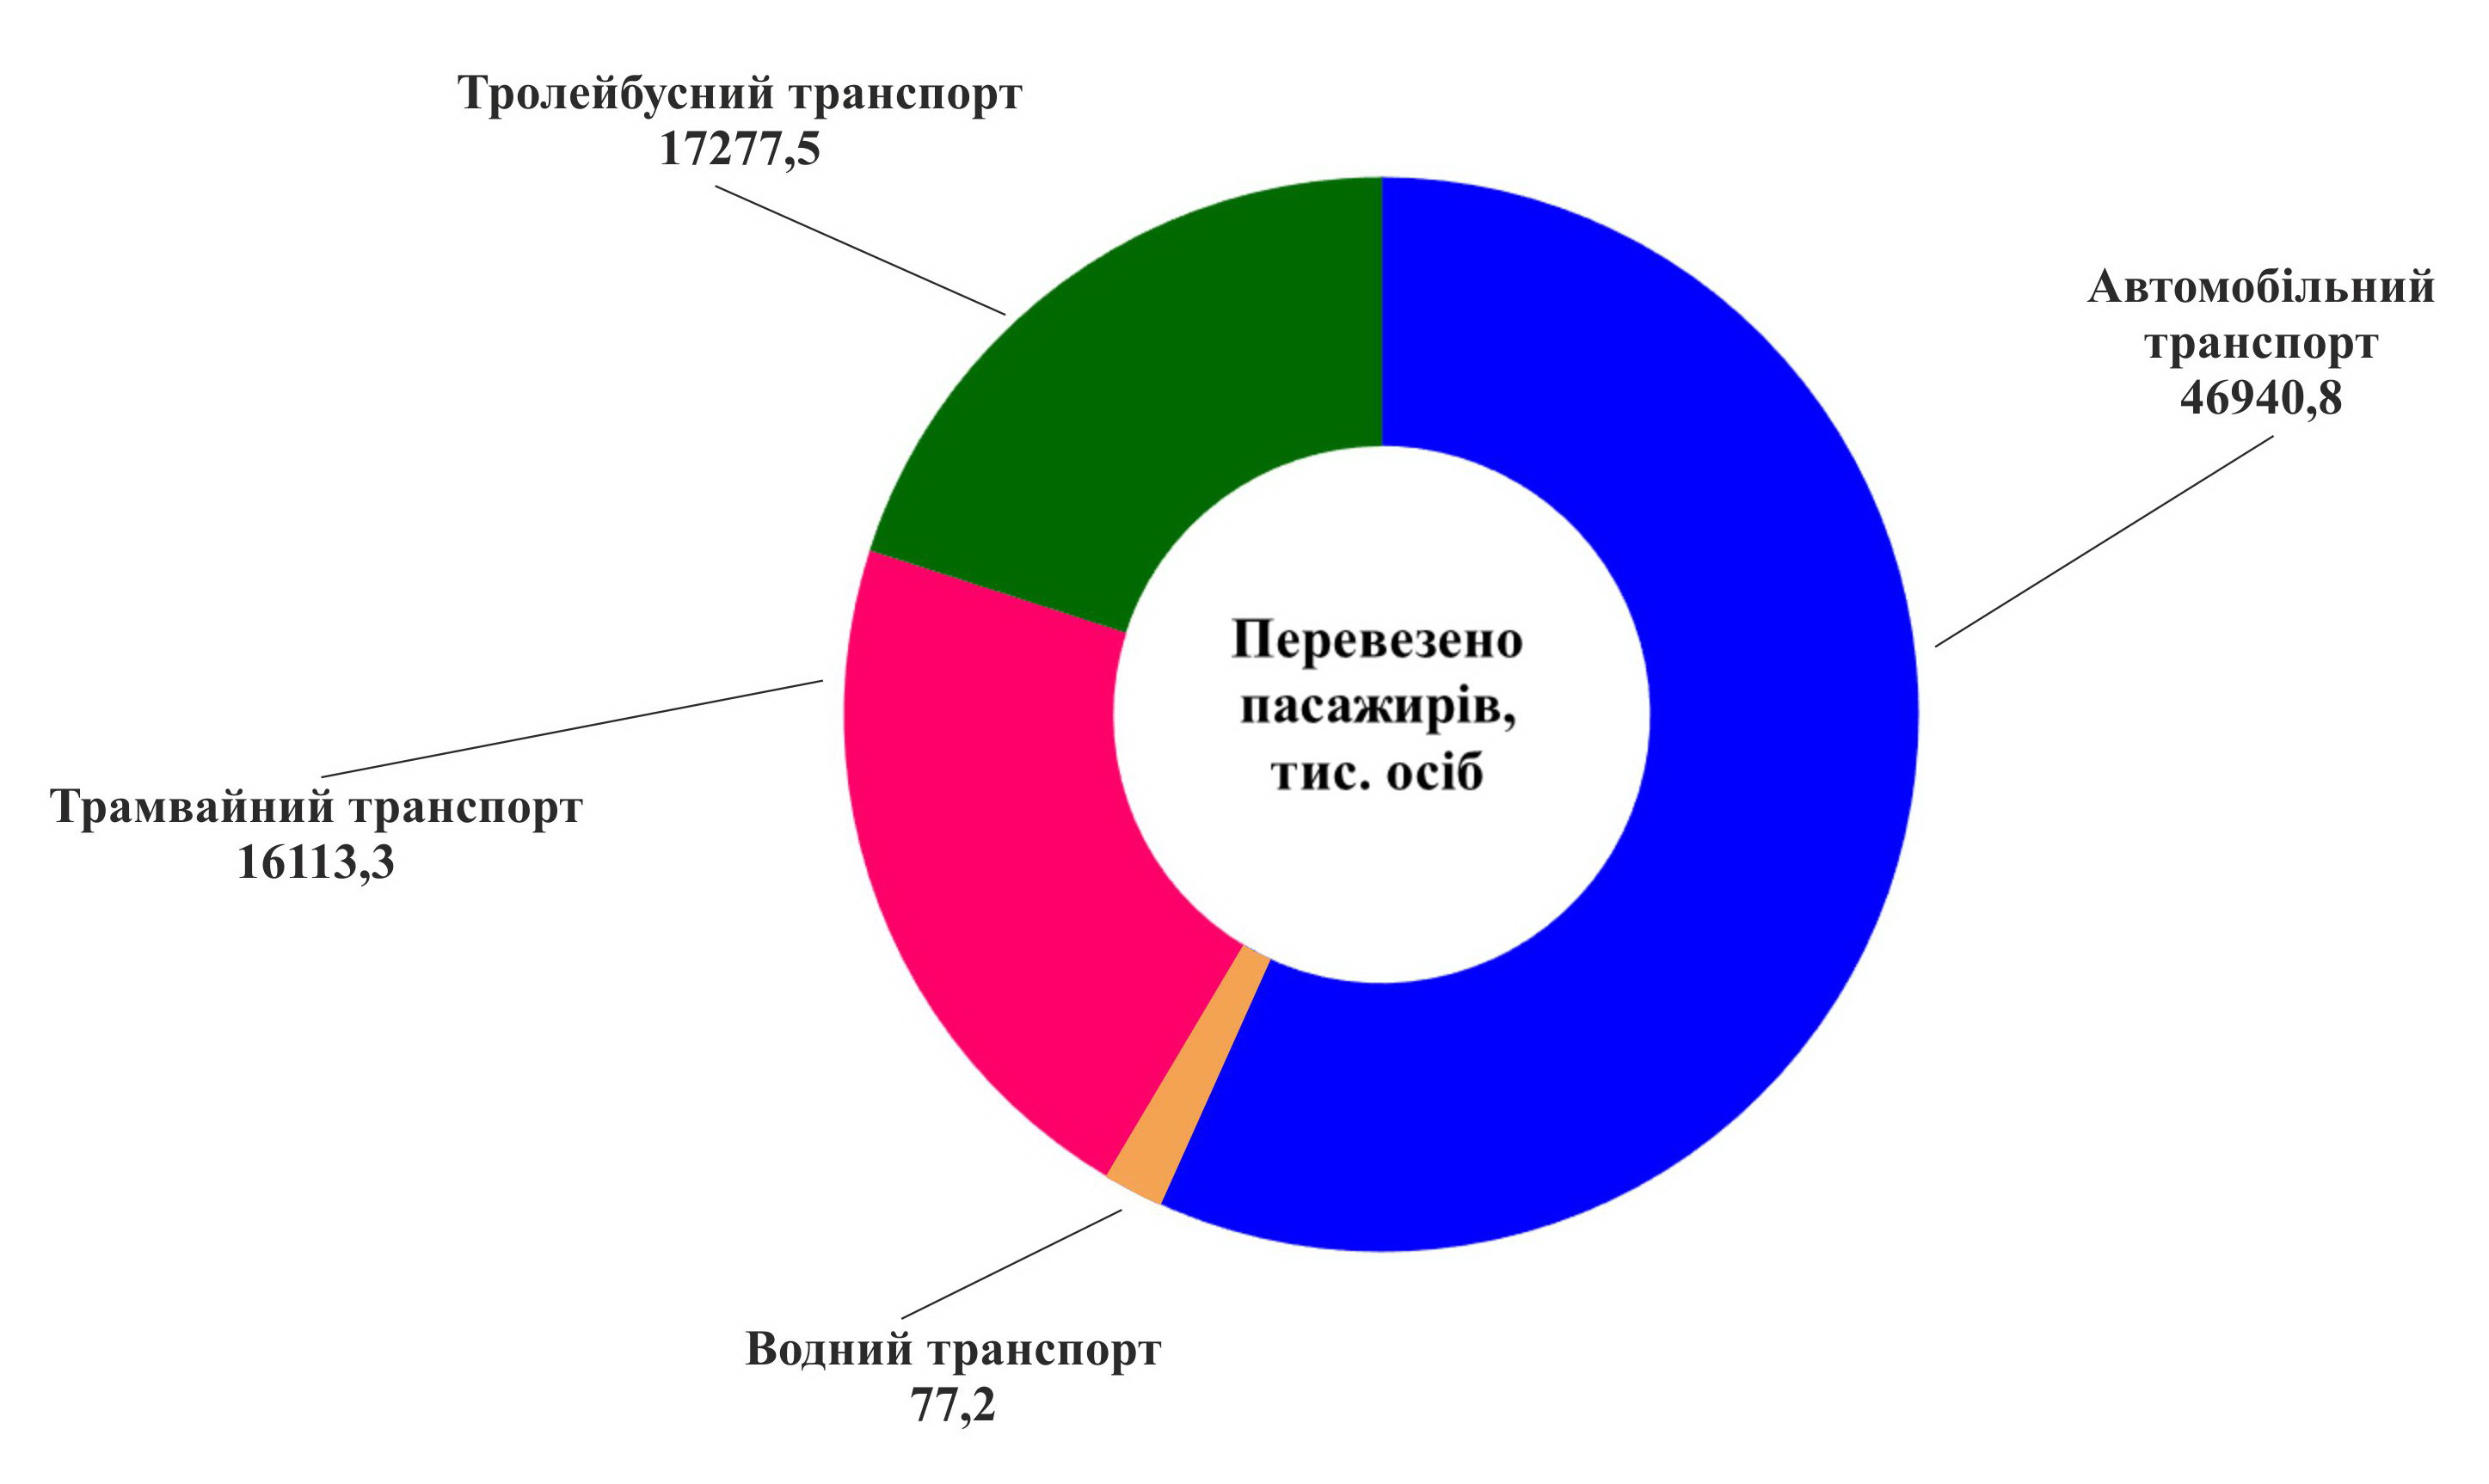 Тролейбусний транспорт
17277,5
Автомобільний
транспорт
46940,8
Перевезено
пасажирів,
тис. осіб
Трамвайний транспорт
16113,3
Водний транспорт
77,2